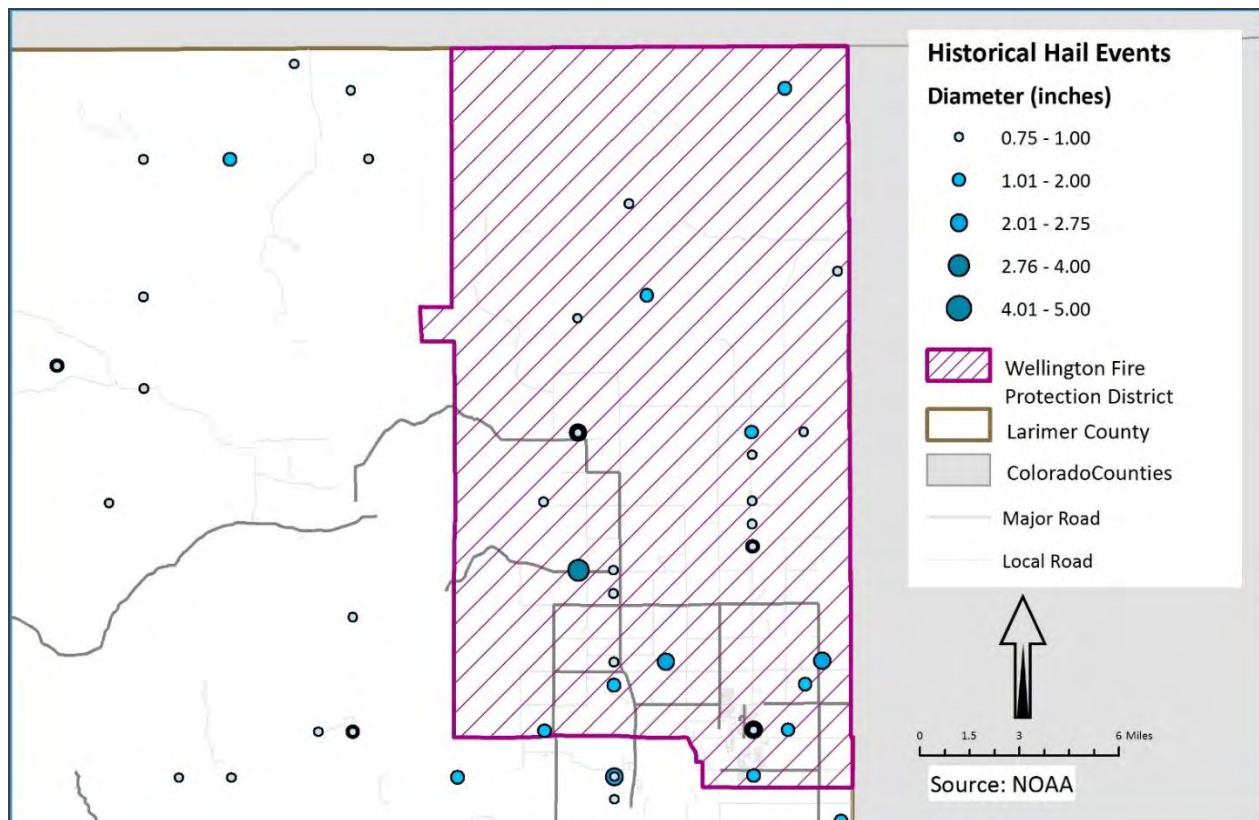 Historical Hail Events
Diameter (inches)
0.75 - 1.00
1.01 - 2.00
2.01 - 2.75
2.76 - 4.00
4.01 - 5.00
Wellington Fire
Protection District
Larimer County
ColoradoCounties
Major Road
Local Road
0 1.5 3 6 Miles
Source: NOAA